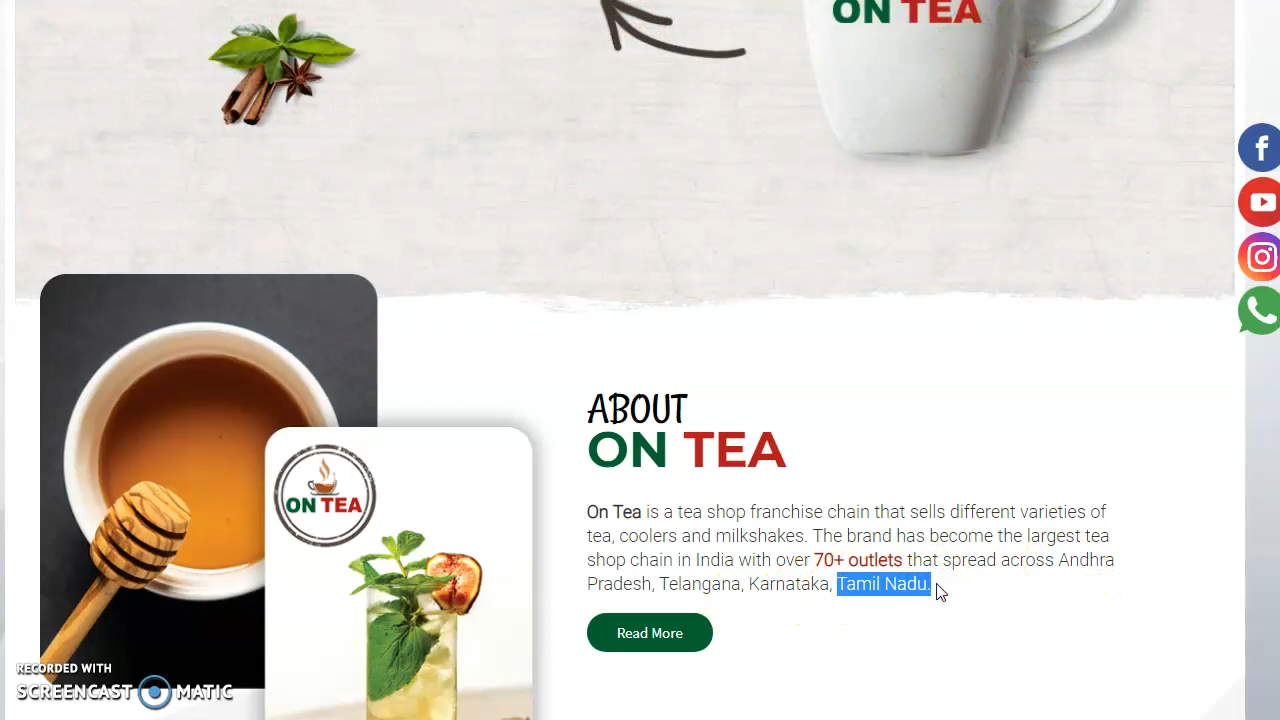 ON TEA
ABOUT
ON TEA
ON TEA
On Tea is a tea shop franchise chain that sells different varieties of
tea, coolers and milkshakes. The brand has become the largest tea
shop chain in India with over 70+ outlets that spread across Andhra
Pradesh, Telangana, Karnataka, Tamil Nadu.
Read More
RECORDED WITH
SCREENCAST MATIC